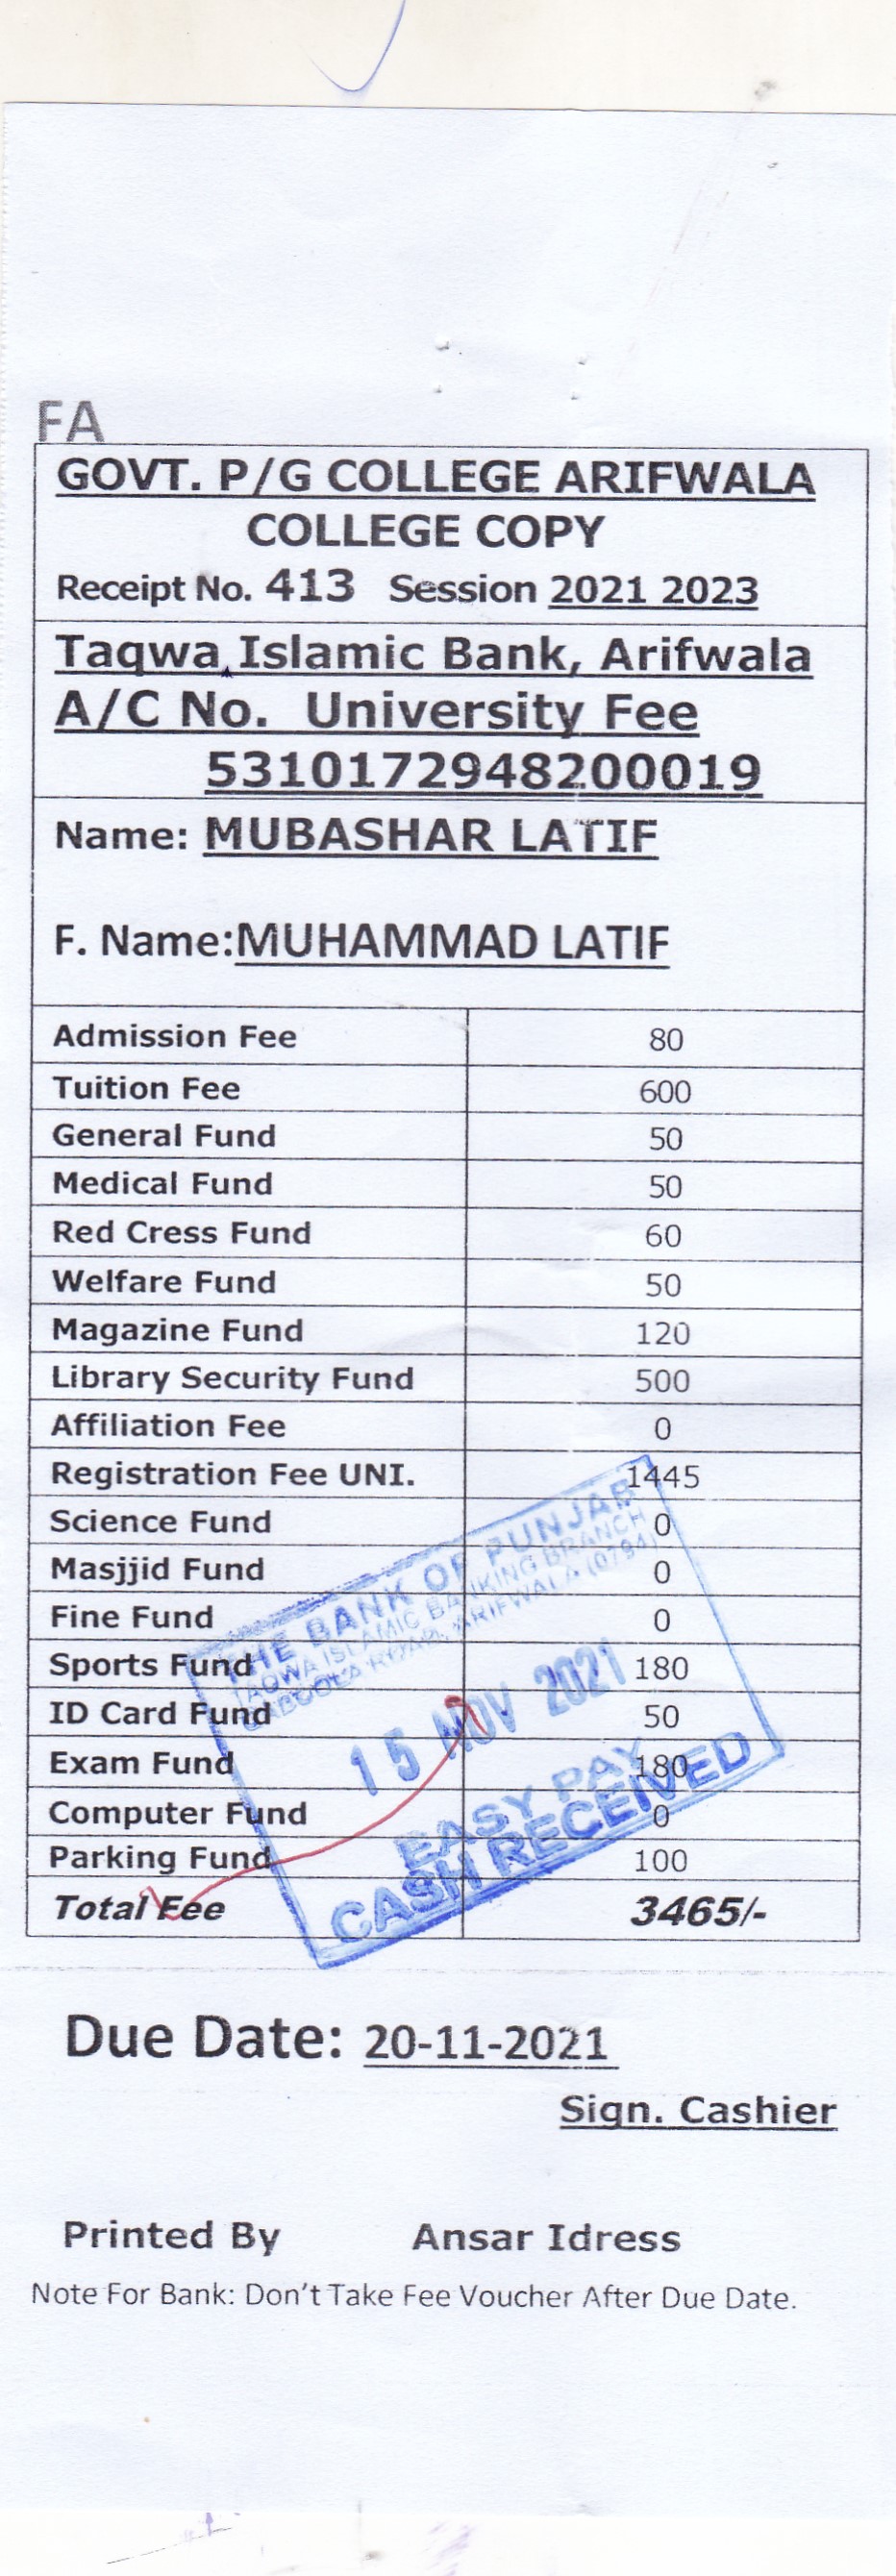 FA
GOVT. P/G COLLEGE ARIFWALA
COLLEGE COPY
Receipt No. 413 Session 2021 2023
Taqwa Islamic Bank, Arifwala
A/C No. University Fee
5310172948200019
Name: MUBASHAR LATIF
F. Name:MUHAMMAD LATIF
Admission Fee 80
Tuition Fee 600
General Fund 50
Medical Fund 50
Red Cress Fund 60
Welfare Fund 50
Magazine Fund 120
Library Security Fund 500
Affiliation Fee 0
Registration Fee UNI. 1445
Science Fund 0
Masjjid Fund 0
Fine Fund 0
Sports Fund 180
ID Card Fund 50
Exam Fund 180
Computer Fund 0
Parking Fund 100
Total Fee 3465/-
THE BANK OF PUNJAB
TAQWA ISLAMIC BANKING BRANCH
ROAD, ARIFWALA (0794)
15 NOV 2021
EASY PAY
CASH RECEIVED
Due Date: 20-11-2021
Sign. Cashier
Printed By Ansar Idress
Note For Bank: Don't Take Fee Voucher After Due Date.